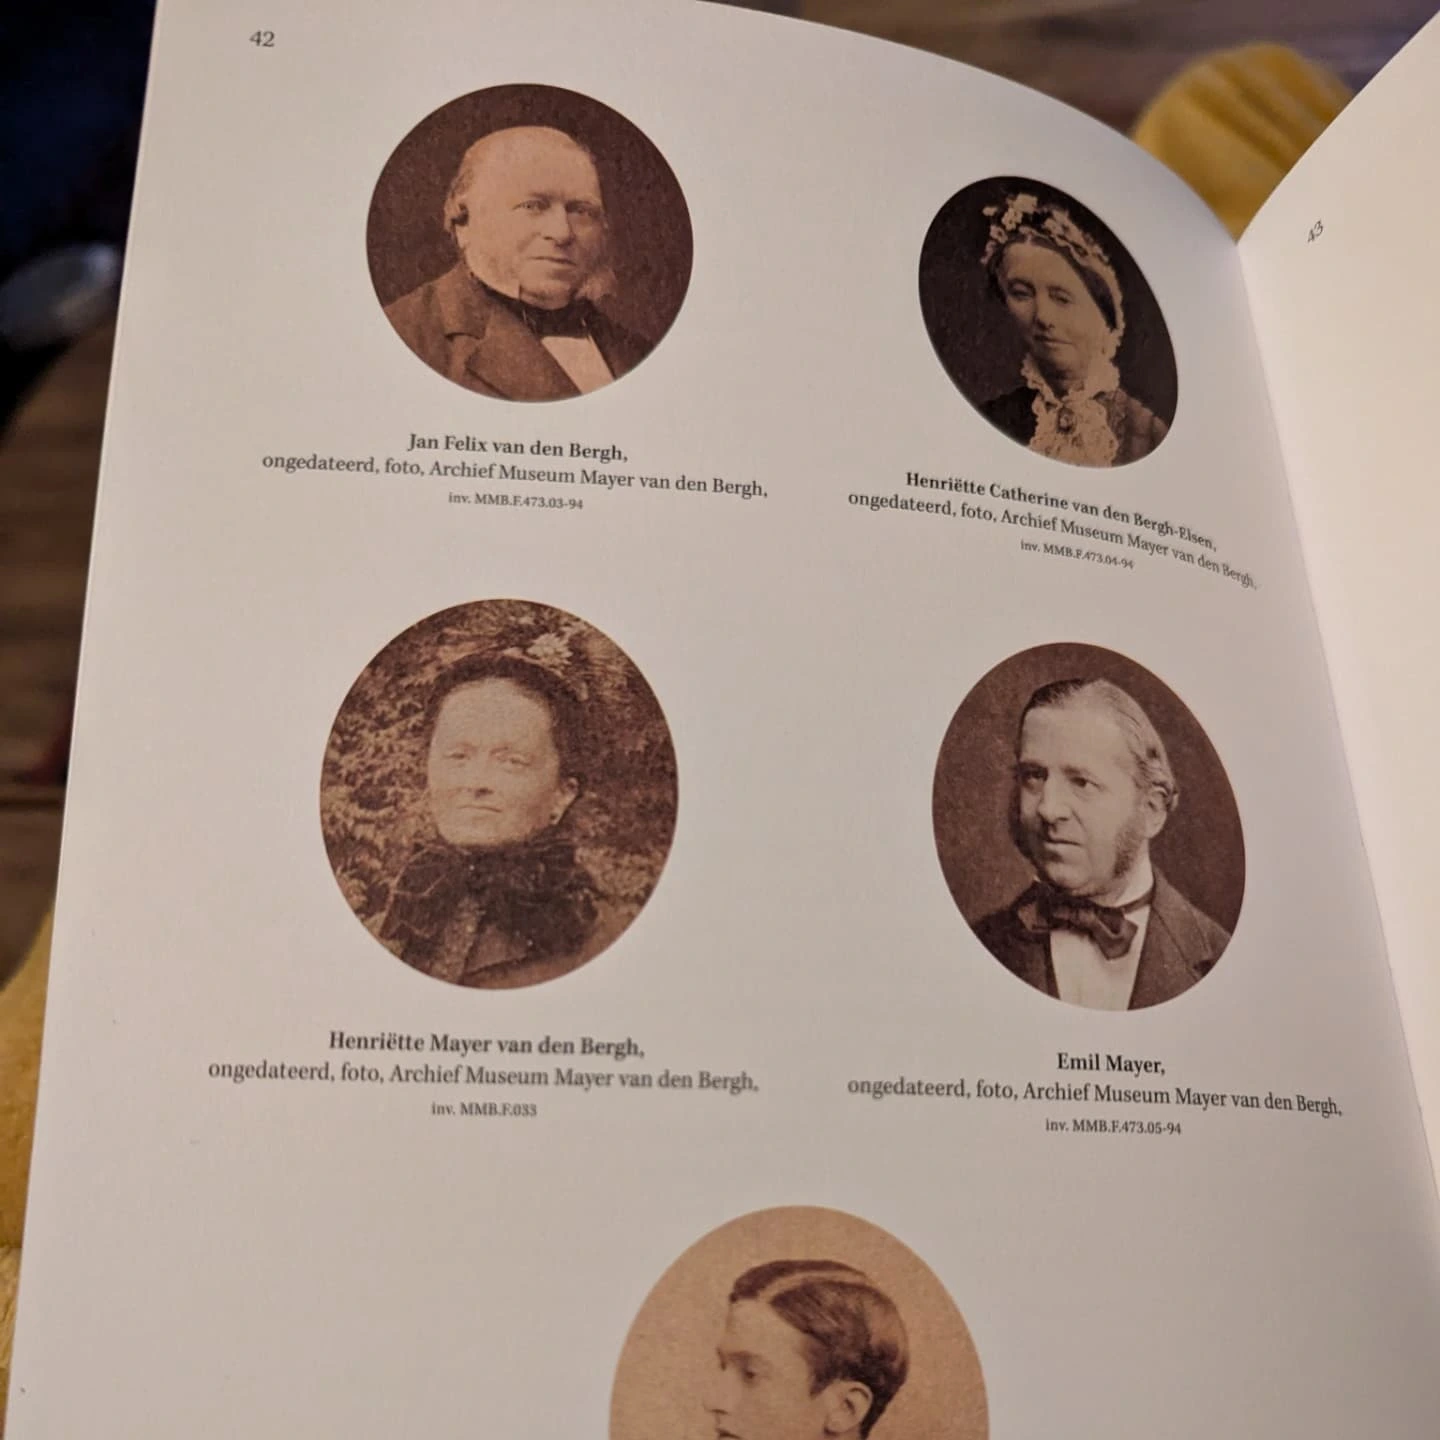 42
43
Jan Felix van den Bergh,
ongedateerd, foto, Archief Museum Mayer van den Bergh,
inv. MMB.F.473.03-94
Henriëtte Catherine van den Bergh-Elsen,
ongedateerd, foto, Archief Museum Mayer van den Bergh,
inv. MMB.F.473.04-94
Henriëtte Mayer van den Bergh,
ongedateerd, foto, Archief Museum Mayer van den Bergh,
inv. MMB.F.033
Emil Mayer,
ongedateerd, foto, Archief Museum Mayer van den Bergh,
inv. MMB.F.473.05-94